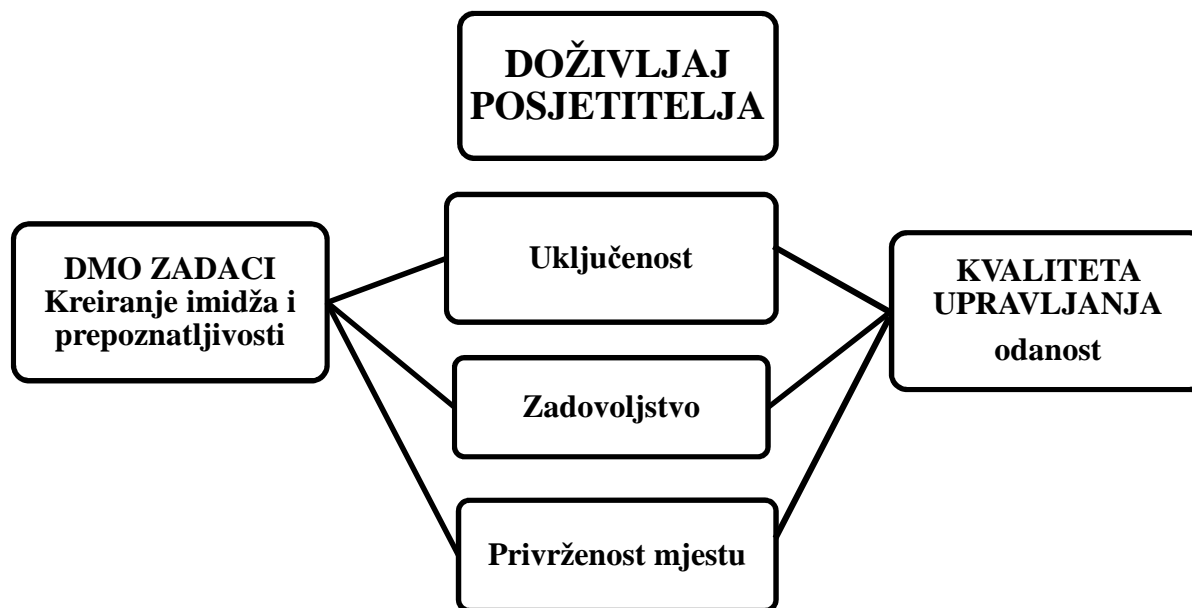 DOŽIVLJAJ
POSJETITELJA
DMO ZADACI
Kreiranje imidža i
prepoznatljivosti
Uključenost
Zadovoljstvo
Privrženost mjestu
KVALITETA
UPRAVLJANJA
odanost